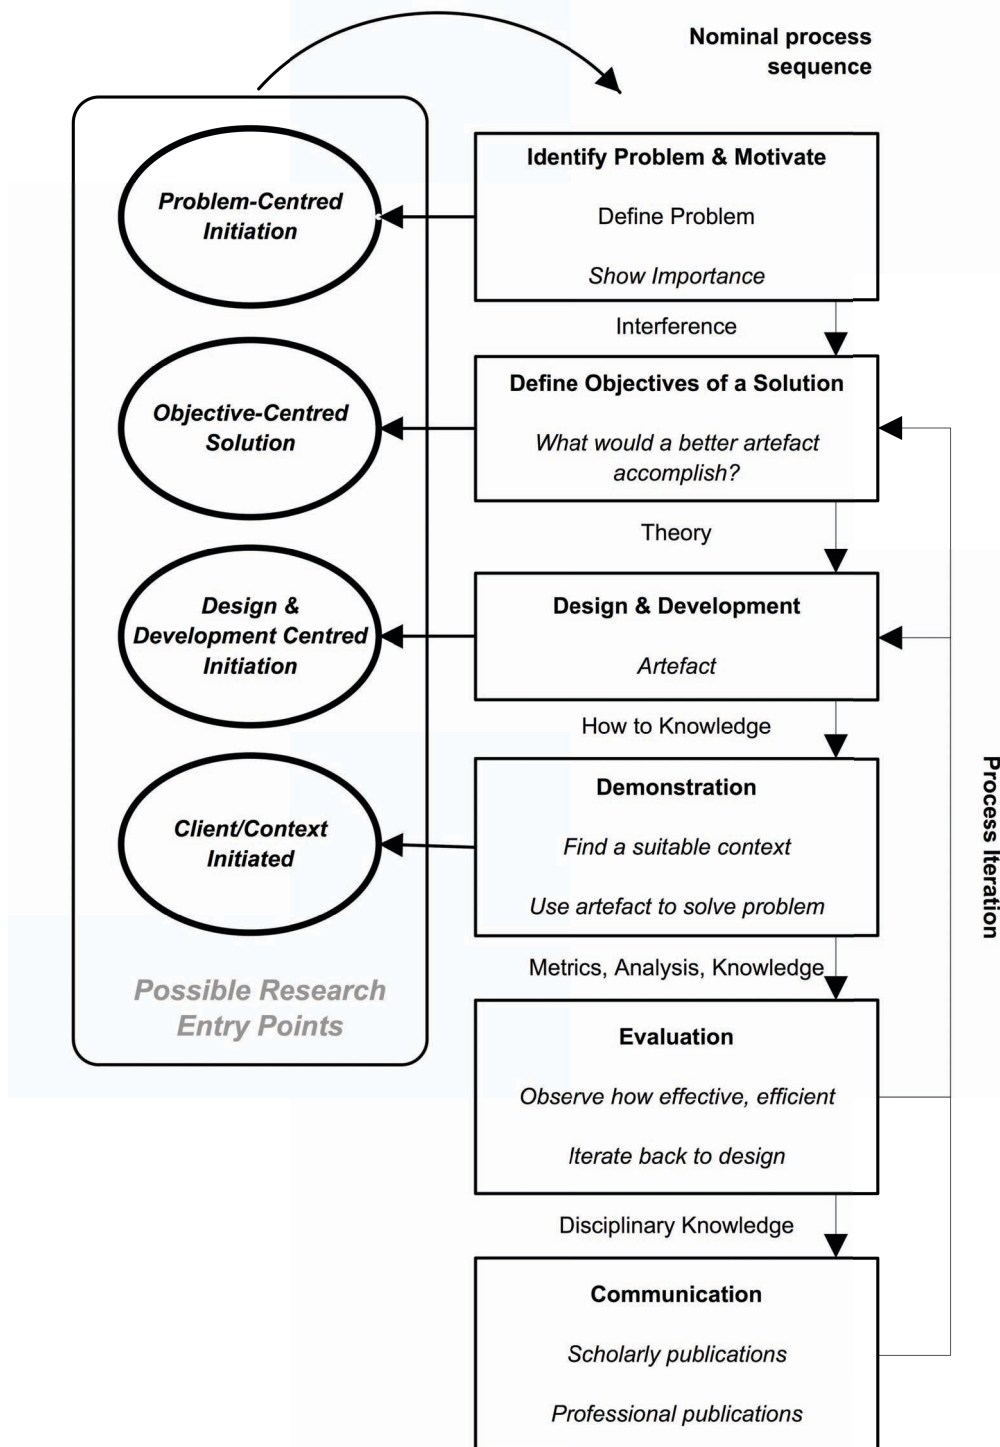 Nominal process
sequence
Problem-Centred
Initiation
Identify Problem & Motivate
Define Problem
Show Importance
Interference
Objective-Centred
Solution
Define Objectives of a Solution
What would a better artefact
accomplish?
Theory
Design &
Development Centred
Initiation
Design & Development
Artefact
How to Knowledge
Client/Context
Initiated
Demonstration
Find a suitable context
Use artefact to solve problem
Process Iteration
Metrics, Analysis, Knowledge
Possible Research
Entry Points
Evaluation
Observe how effective, efficient
Iterate back to design
Disciplinary Knowledge
Communication
Scholarly publications
Professional publications